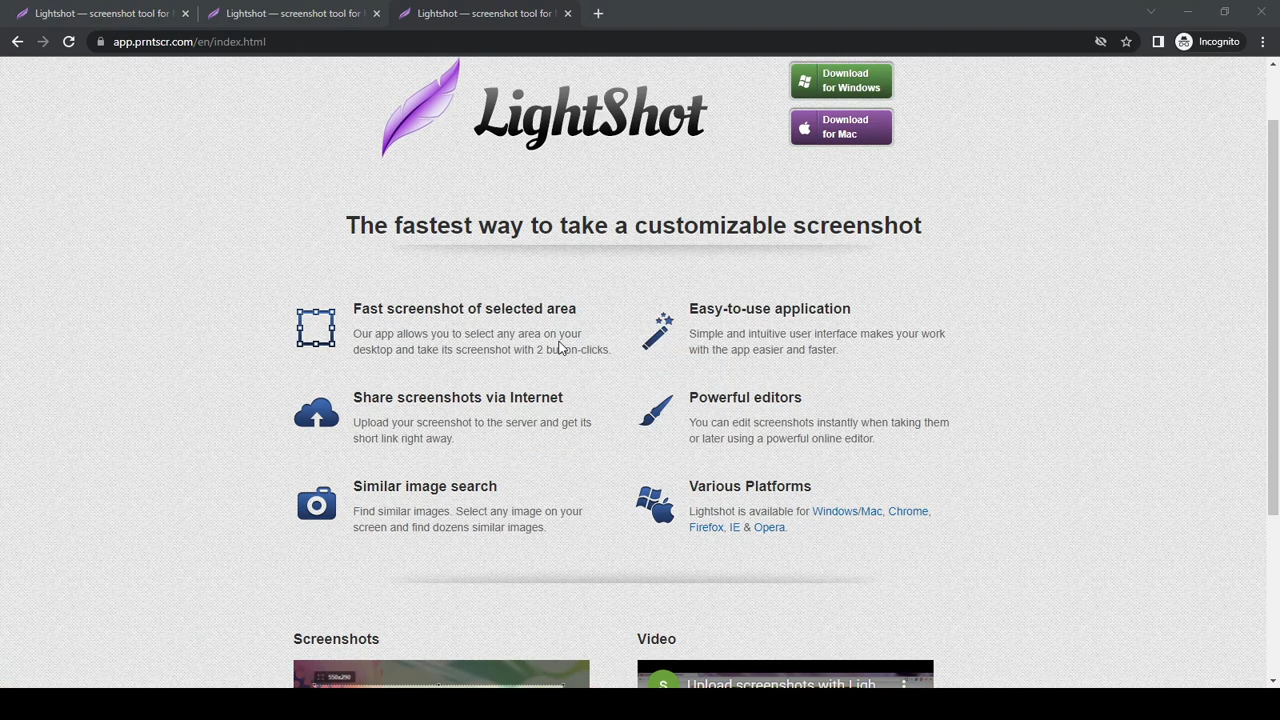 Lightshot — screenshot tool for
Lightshot — screenshot tool for
Lightshot — screenshot tool for
app.prntscr.com/en/index.html
Incognito
LightShot
Download
for Windows
Download
for Mac
The fastest way to take a customizable screenshot
Fast screenshot of selected area
Our app allows you to select any area on your
desktop and take its screenshot with 2 button-clicks.
Easy-to-use application
Simple and intuitive user interface makes your work
with the app easier and faster.
Share screenshots via Internet
Upload your screenshot to the server and get its
short link right away.
Powerful editors
You can edit screenshots instantly when taking them
or later using a powerful online editor.
Similar image search
Find similar images. Select any image on your
screen and find dozens similar images.
Various Platforms
Lightshot is available for Windows/Mac, Chrome,
Firefox, IE & Opera.
Screenshots
Video
550x290
S
Upload screenshots with Ligh